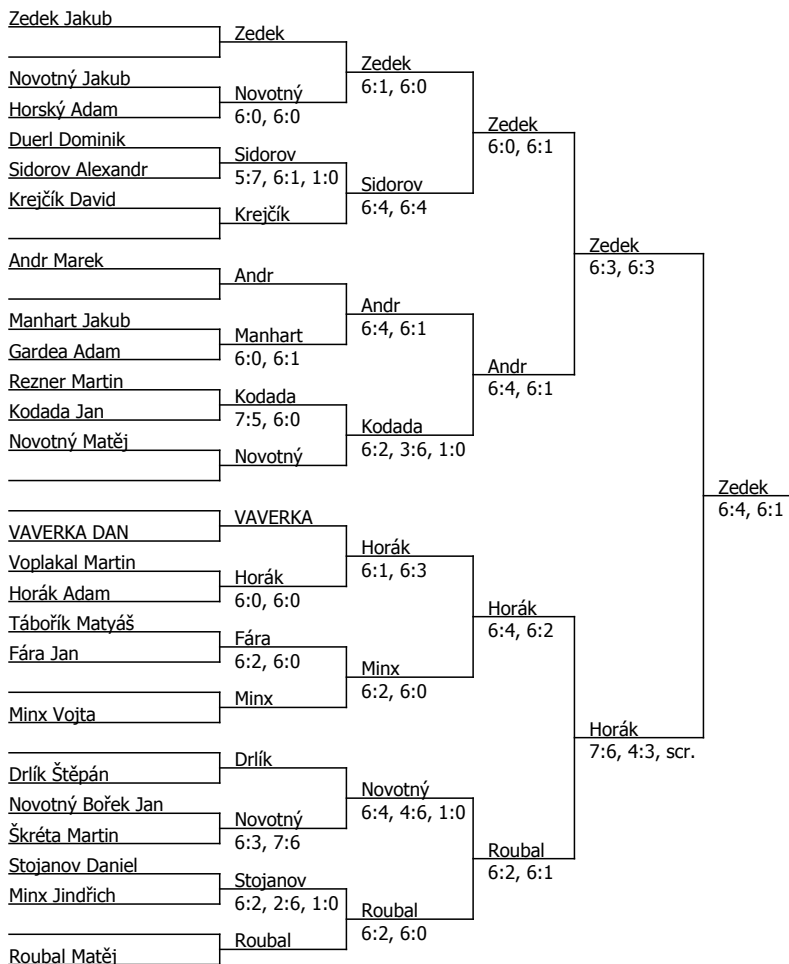 Zedek Jakub
Novotný Jakub
Horský Adam
Duerl Dominik
Sidorov Alexandr
Krejčík David
Andr Marek
Manhart Jakub
Gardea Adam
Rezner Martin
Kodada Jan
Novotný Matěj
VAVERKA DAN
Voplakal Martin
Horák Adam
Tábořík Matyáš
Fára Jan
Minx Vojta
Drlík Štěpán
Novotný Bořek Jan
Škréta Martin
Stojanov Daniel
Minx Jindřich
Roubal Matěj
Zedek
Novotný
6:0, 6:0
Sidorov
5:7, 6:1, 1:0
Krejčík
Andr
Manhart
6:0, 6:1
Kodada
7:5, 6:0
Novotný
VAVERKA
Horák
6:0, 6:0
Fára
6:2, 6:0
Minx
Drlík
Novotný
6:3, 7:6
Stojanov
6:2, 2:6, 1:0
Roubal
Zedek
6:1, 6:0
Sidorov
6:4, 6:4
Andr
6:4, 6:1
Kodada
6:2, 3:6, 1:0
Horák
6:1, 6:3
Minx
6:2, 6:0
Novotný
6:4, 4:6, 1:0
Roubal
6:2, 6:0
Zedek
6:0, 6:1
Andr
6:4, 6:1
Horák
6:4, 6:2
Roubal
6:2, 6:1
Zedek
6:3, 6:3
Horák
7:6, 4:3, scr.
Zedek
6:4, 6:1